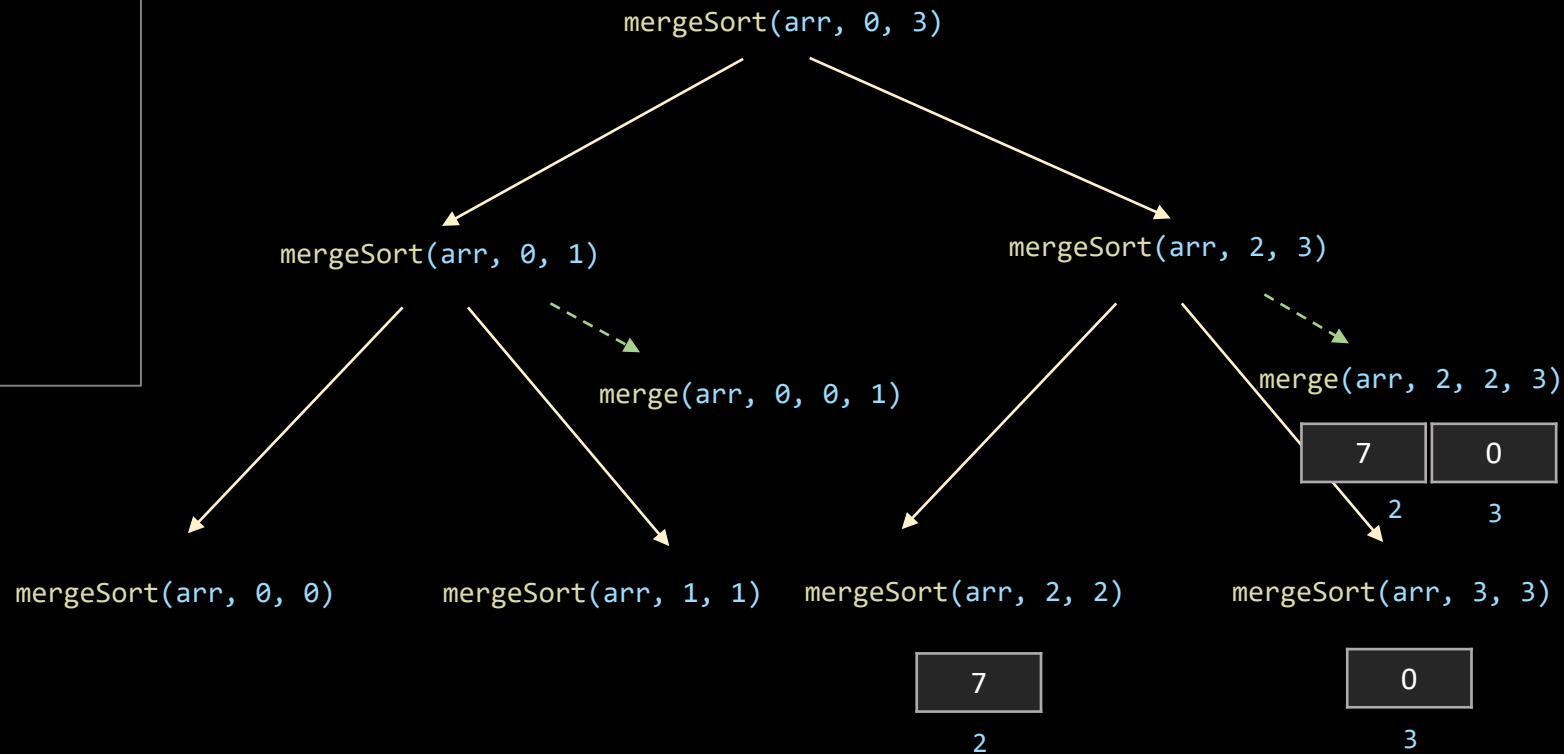 mergeSort(arr, 0, 3)
mergeSort(arr, 0, 1)
mergeSort(arr, 2, 3)
merge(arr, 0, 0, 1)
merge(arr, 2, 2, 3)
7 0
2 3
mergeSort(arr, 0, 0)
mergeSort(arr, 1, 1)
mergeSort(arr, 2, 2)
mergeSort(arr, 3, 3)
7
0
2
3